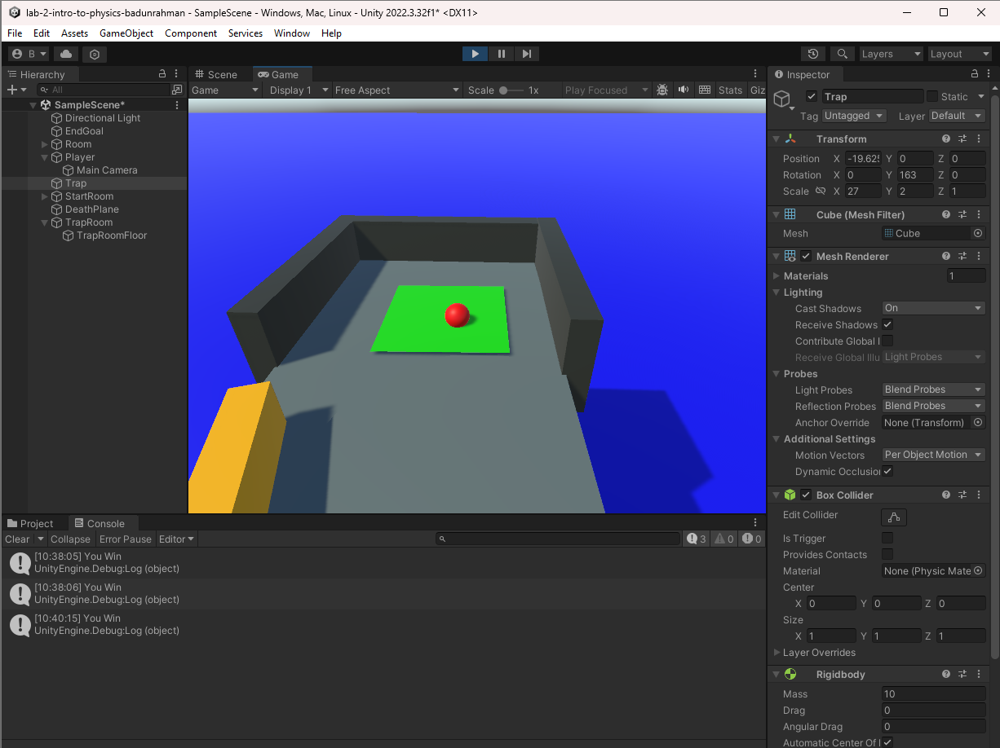 lab-2-intro-to-physics-badunrahman - SampleScene - Windows, Mac, Linux - Unity 2022.3.32f1* <DX11>
File Edit Assets GameObject Component Services Window Help
B Layers Layout
Hierarchy
All
SampleScene*
Directional Light
EndGoal
Room
Player
Main Camera
Trap
StartRoom
DeathPlane
TrapRoom
TrapRoomFloor
Scene Game
Game Display 1 Free Aspect Scale 1x Play Focused Stats Giz
Inspector
Trap Static
Tag Untagged Layer Default
Transform
Position X -19.625 Y 0 Z 0
Rotation X 0 Y 163 Z 0
Scale X 27 Y 2 Z 1
Cube (Mesh Filter)
Mesh Cube
Mesh Renderer
Materials 1
Lighting
Cast Shadows On
Receive Shadows
Contribute Global I
Receive Global Illu Light Probes
Probes
Light Probes Blend Probes
Reflection Probes Blend Probes
Anchor Override None (Transform)
Additional Settings
Motion Vectors Per Object Motion
Dynamic Occlusion
Box Collider
Edit Collider
Is Trigger
Provides Contacts
Material None (Physic Mate
Center
X 0 Y 0 Z 0
Size
X 1 Y 1 Z 1
Layer Overrides
Rigidbody
Mass 10
Drag 0
Angular Drag 0
Automatic Center Of
Project Console
Clear Collapse Error Pause Editor 3 0 0
[10:38:05] You Win
UnityEngine.Debug:Log (object)
[10:38:06] You Win
UnityEngine.Debug:Log (object)
[10:40:15] You Win
UnityEngine.Debug:Log (object)